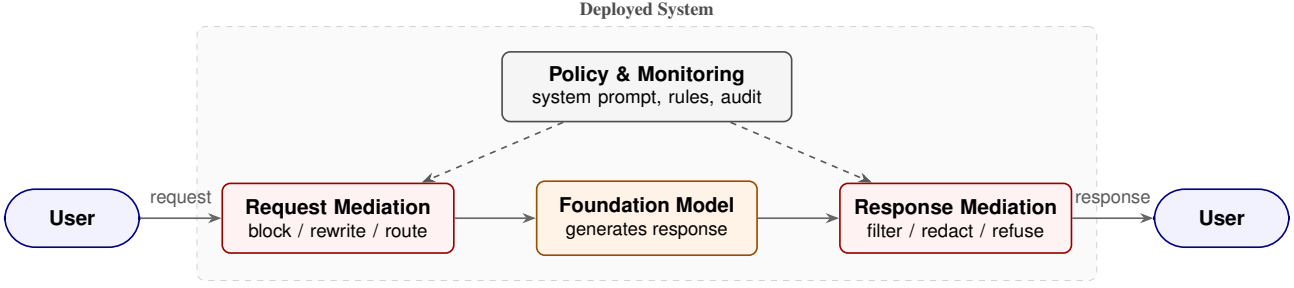 Deployed System
Policy & Monitoring
system prompt, rules, audit
request
User
Request Mediation
block / rewrite / route
Foundation Model
generates response
Response Mediation
filter / redact / refuse
response
User